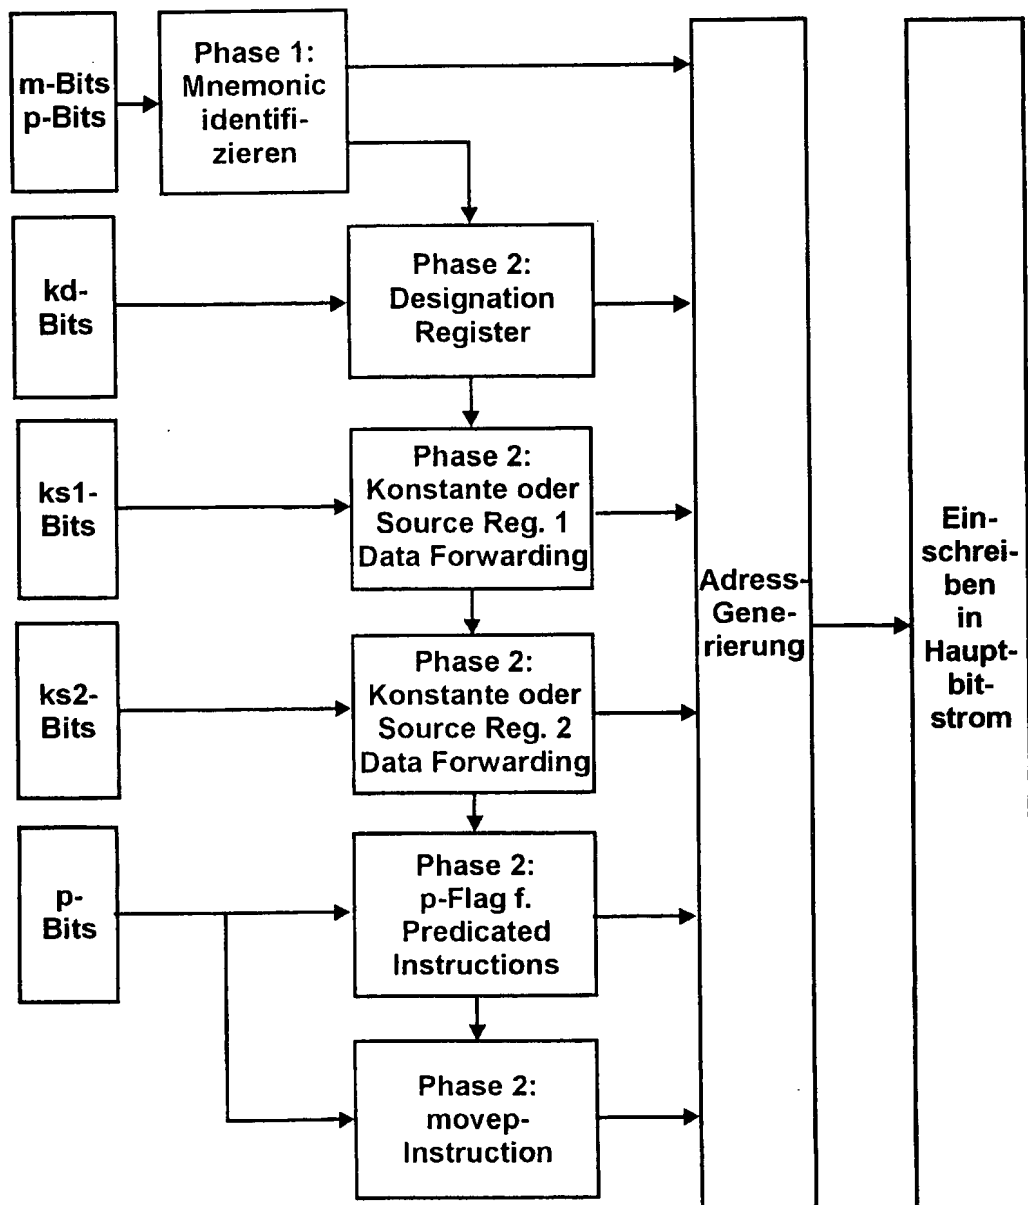 m-Bits
p-Bits
Phase 1:
Mnemonic
identifi-
zieren
kd-
Bits
Phase 2:
Designation
Register
ks1-
Bits
Phase 2:
Konstante oder
Source Reg. 1
Data Forwarding
ks2-
Bits
Phase 2:
Konstante oder
Source Reg. 2
Data Forwarding
p-
Bits
Phase 2:
p-Flag f.
Predicated
Instructions
Phase 2:
movep-
Instruction
Adress-
Gene-
rierung
Ein-
schrei-
ben
in
Haupt-
bit-
strom